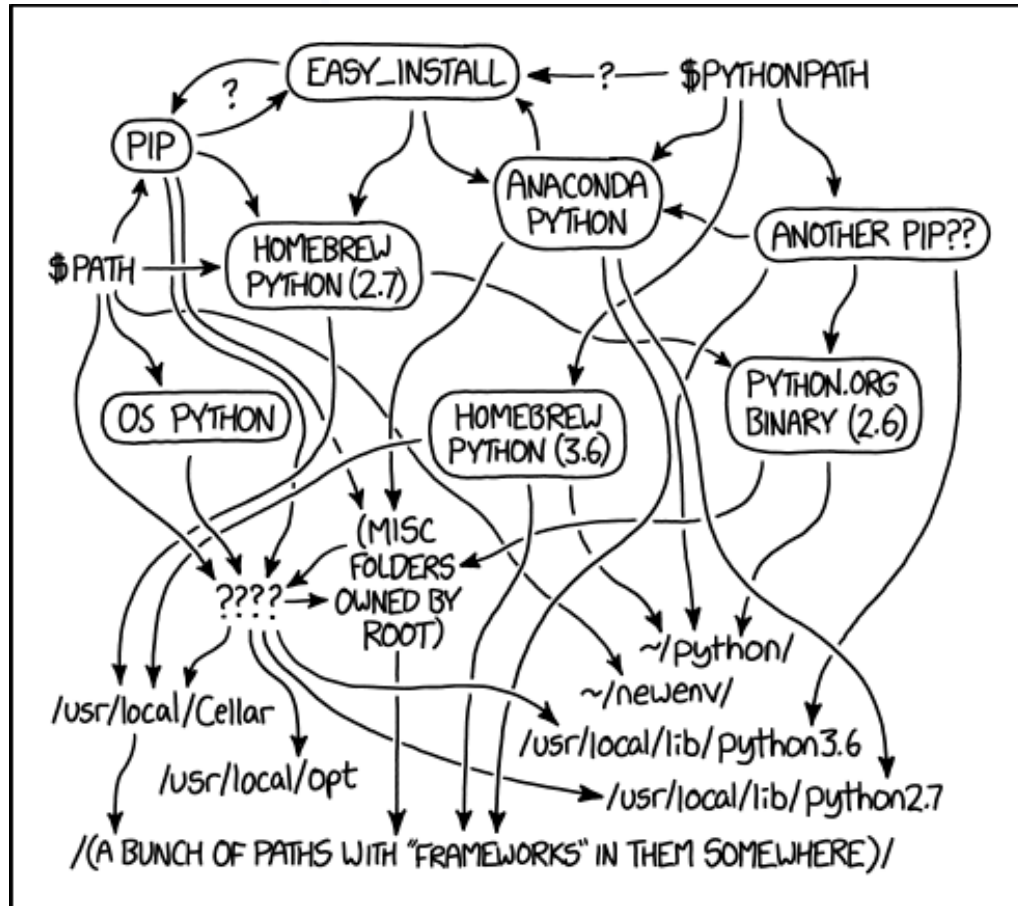 EASY_INSTALL
?
$PYTHONPATH
?
PIP
ANACONDA
PYTHON
HOMEBREW
PYTHON (2.7)
ANOTHER PIP??
$PATH
OS PYTHON
HOMEBREW
PYTHON (3.6)
PYTHON.ORG
BINARY (2.6)
(MISC
FOLDERS
OWNED BY
ROOT)
????
~/python/
~/newenv/
/usr/local/Cellar
/usr/local/lib/python3.6
/usr/local/opt
/usr/local/lib/python2.7
/(A BUNCH OF PATHS WITH "FRAMEWORKS" IN THEM SOMEWHERE)/